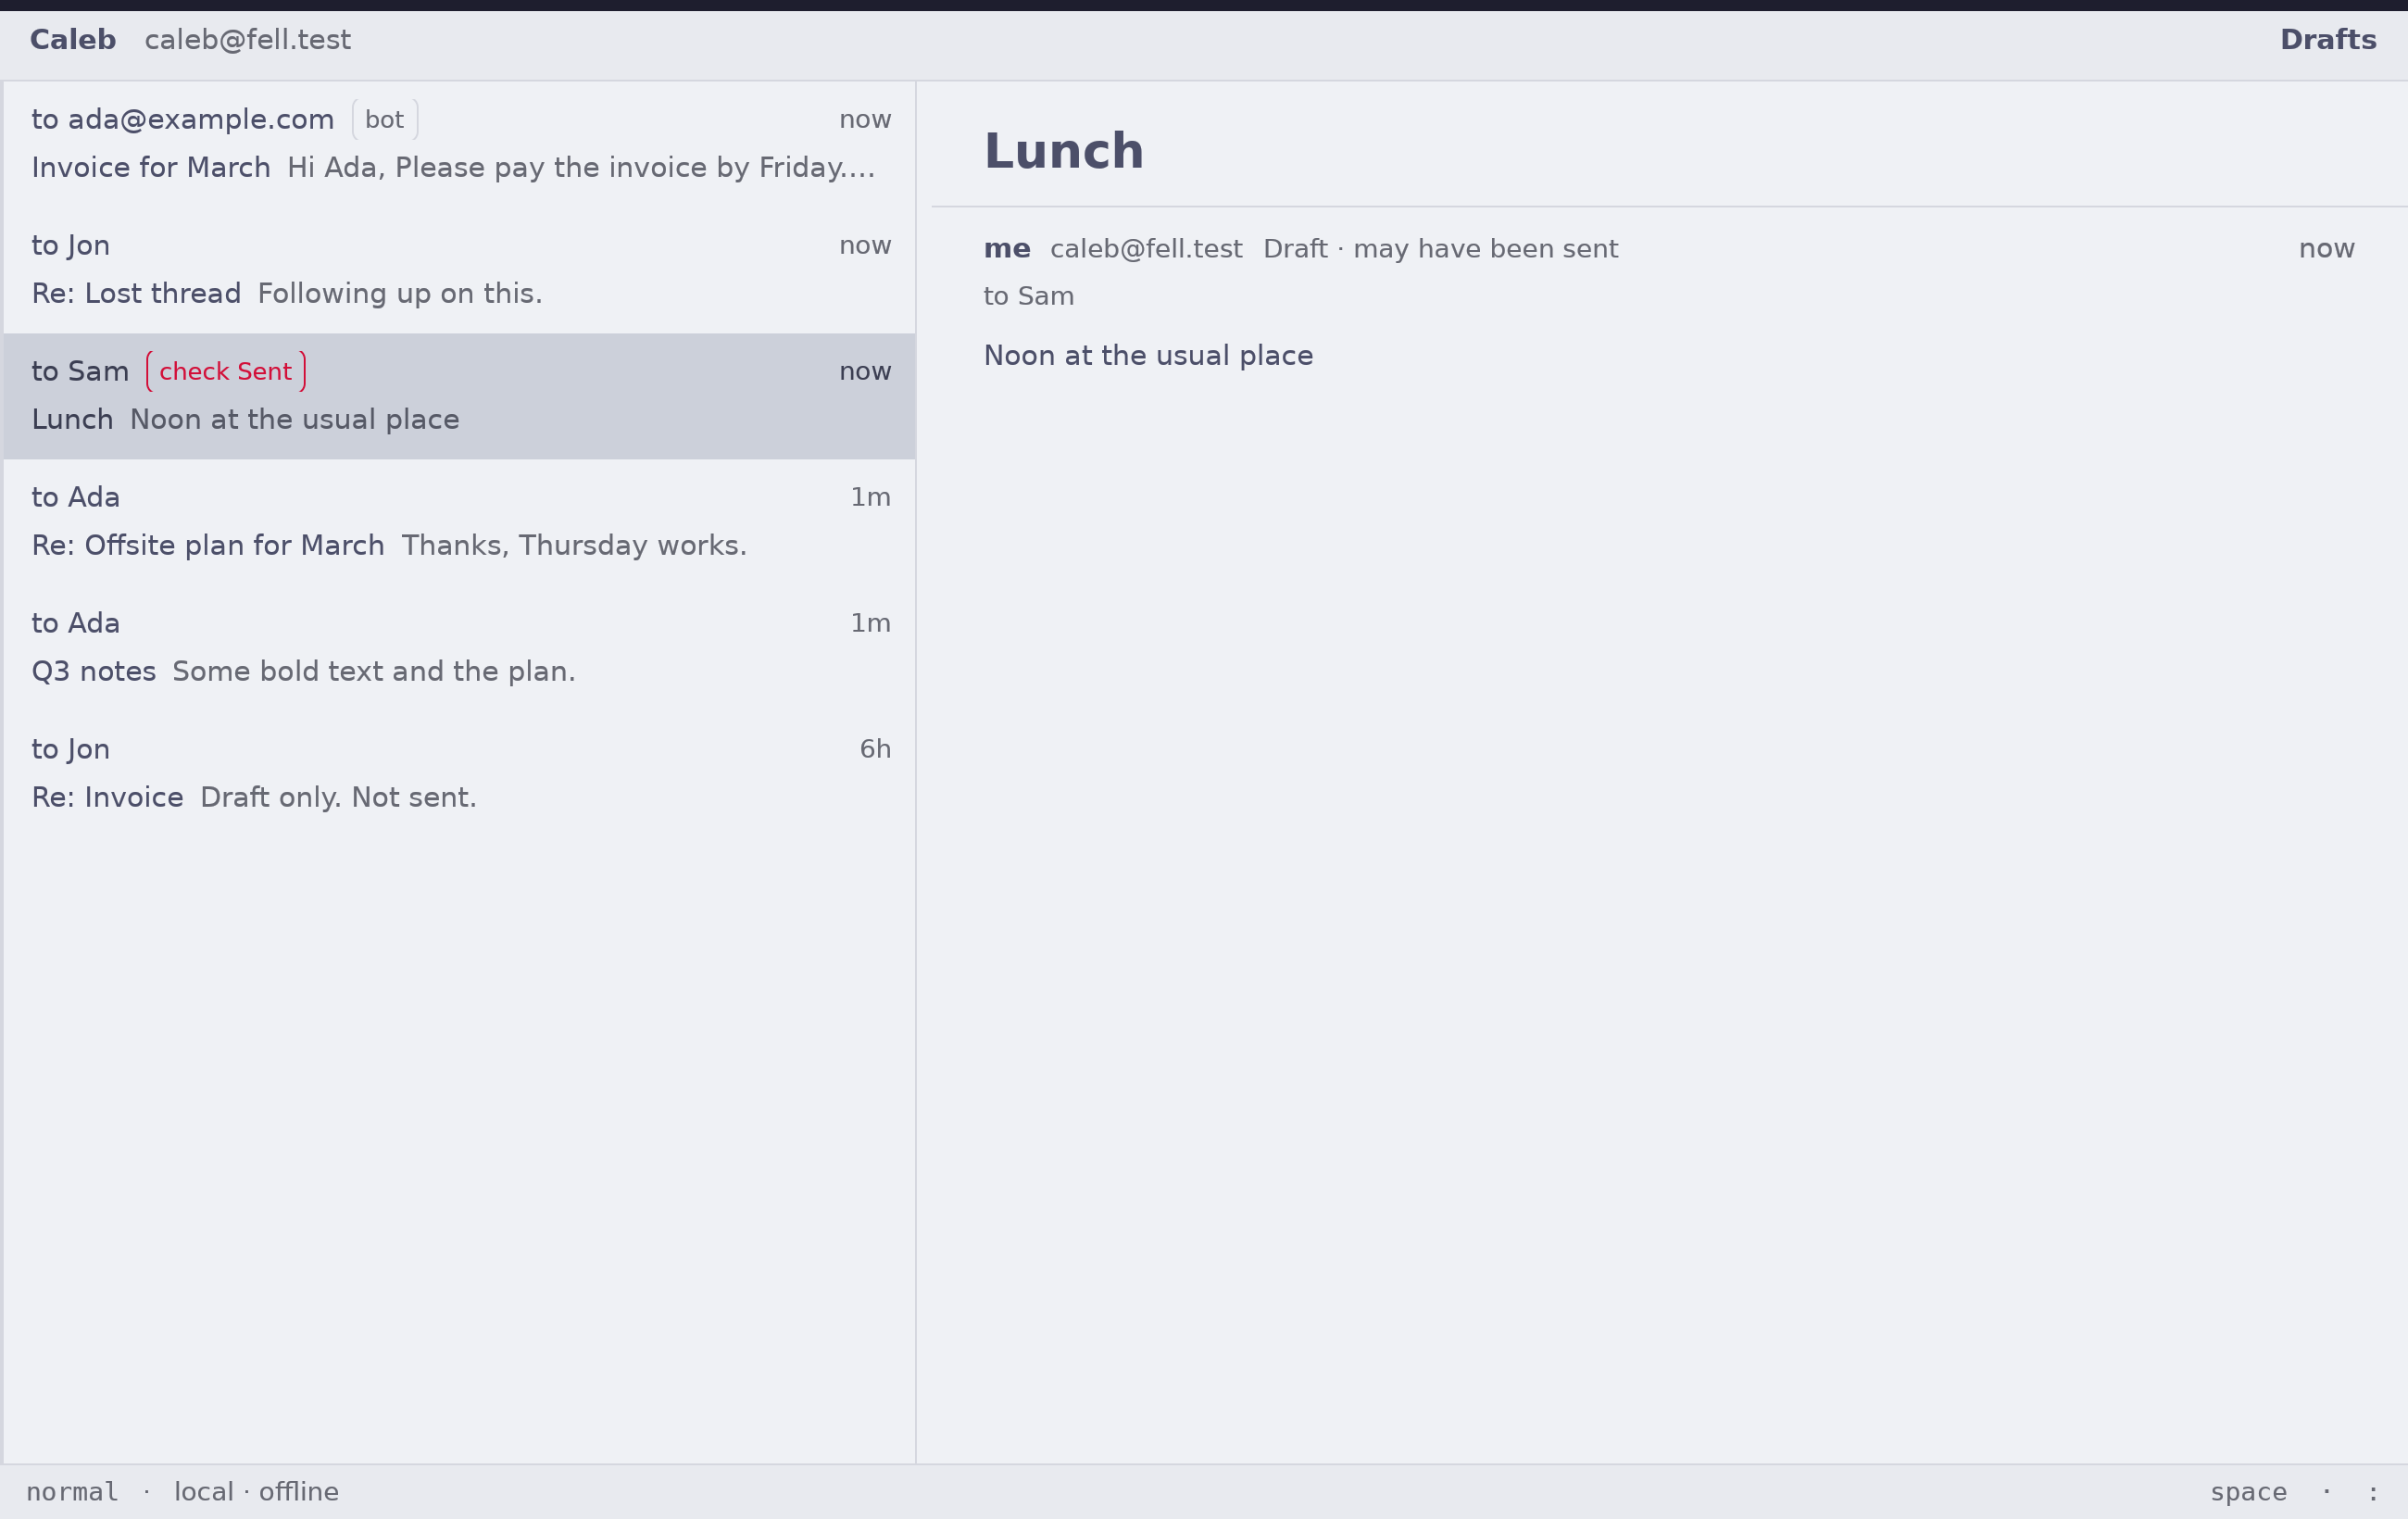 Caleb caleb@fell.test Drafts
to ada@example.com bot now
Invoice for March Hi Ada, Please pay the invoice by Friday....
to Jon now
Re: Lost thread Following up on this.
to Sam check Sent now
Lunch Noon at the usual place
to Ada 1m
Re: Offsite plan for March Thanks, Thursday works.
to Ada 1m
Q3 notes Some bold text and the plan.
to Jon 6h
Re: Invoice Draft only. Not sent.
Lunch
me caleb@fell.test Draft · may have been sent now
to Sam
Noon at the usual place
normal · local · offline space · :